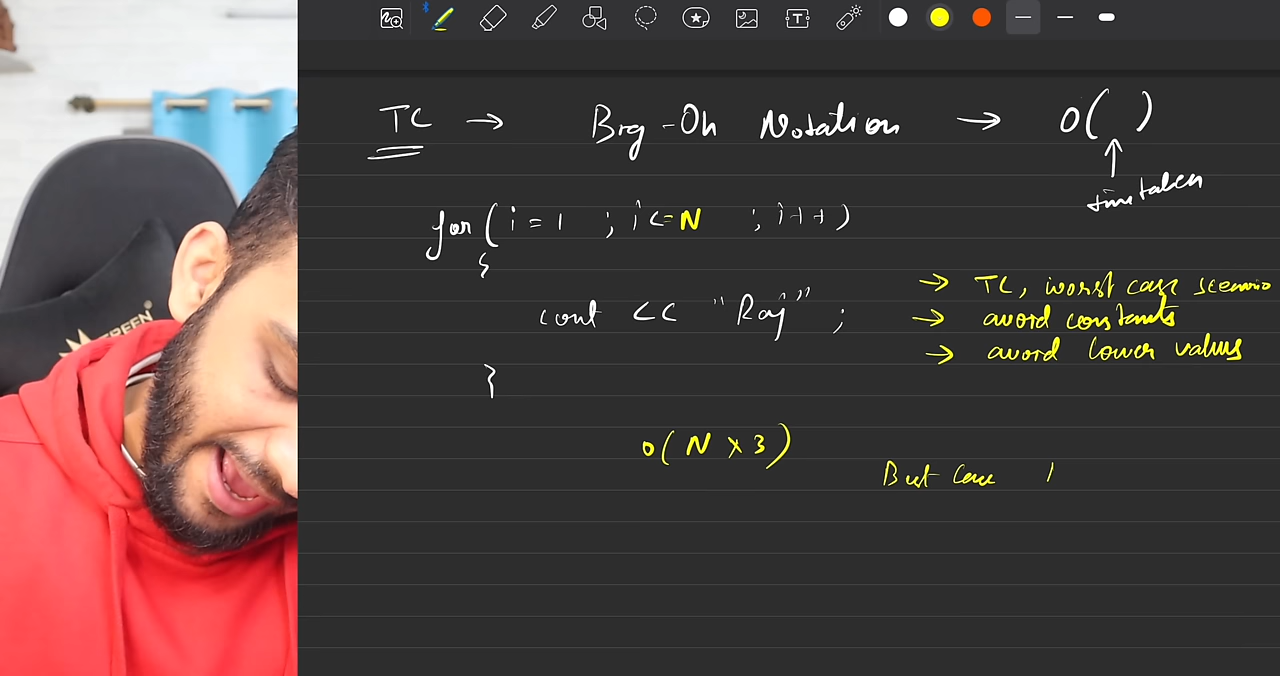 TC → Big-Oh Notation → O( )
↑
time taken
for ( i = 1 ; i <= N ; i++ )
{
→ TC, worst case scenario
cout << "Raj" ;
→ avoid constants
→ avoid lower values
}
O( N × 3 )
Best Case
REEN